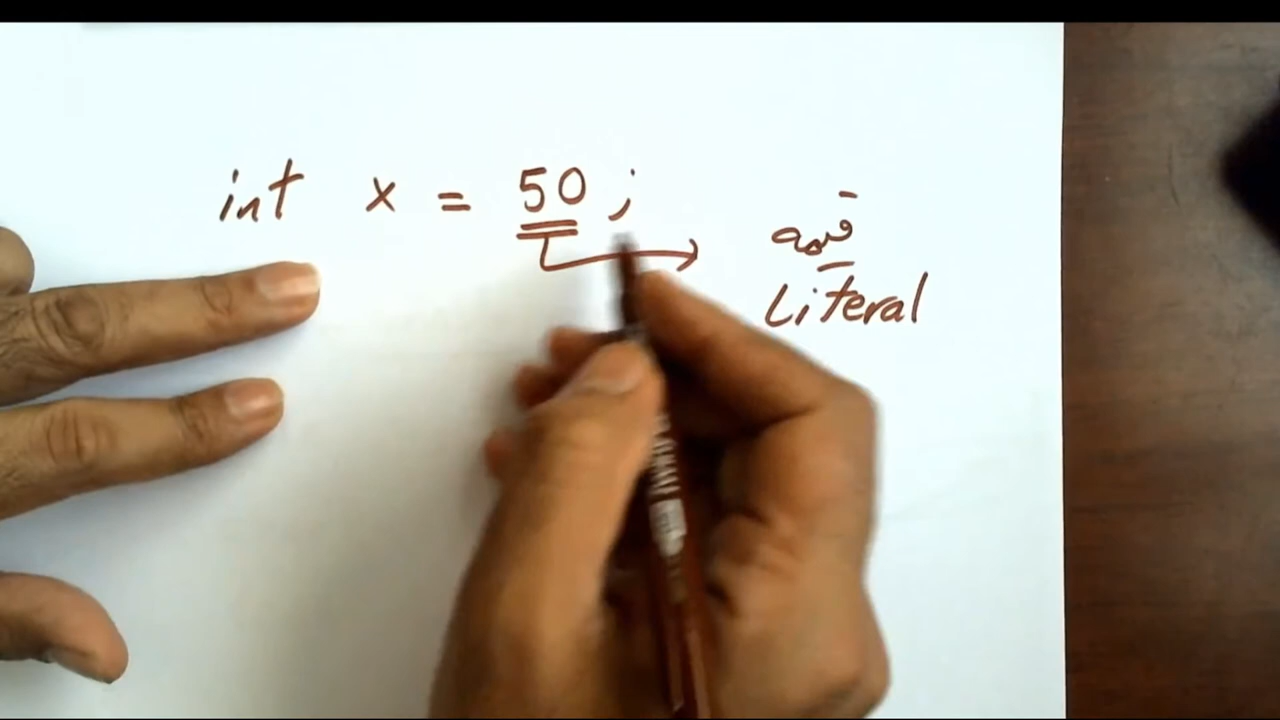 int x = 50 ;
قيمة
Literal